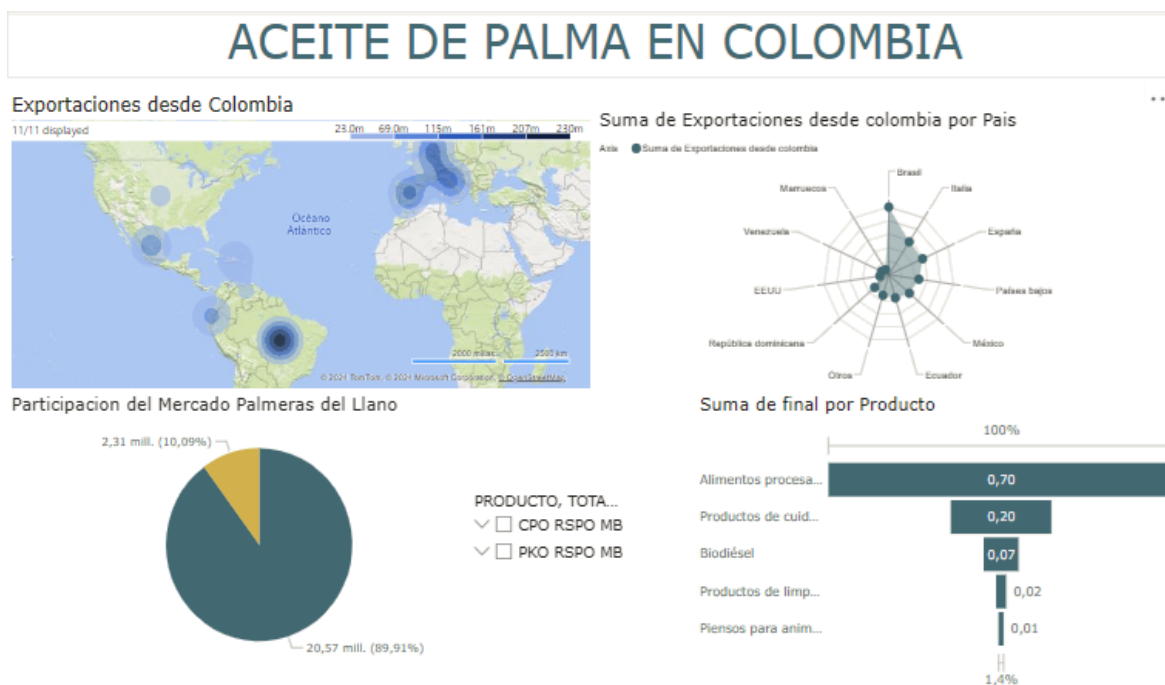 ACEITE DE PALMA EN COLOMBIA
Exportaciones desde Colombia
11/11 displayed
23.0m 69.0m 115m 161m 207m 230m
Océano
Atlántico
2000 millas
2500 km
© 2024 TomTom, © 2024 Microsoft Corporation, © OpenStreetMap
Suma de Exportaciones desde colombia por Pais
Axis Suma de Exportaciones desde colombia
Brasil
Marruecos
Italia
Venezuela
España
EEUU
Países bajos
República dominicana
México
Otros
Ecuador
Participacion del Mercado Palmeras del Llano
2,31 mill. (10,09%)
20,57 mill. (89,91%)
PRODUCTO, TOTA...
CPO RSPO MB
PKO RSPO MB
Suma de final por Producto
100%
Alimentos procesa... 0,70
Productos de cuid... 0,20
Biodiésel 0,07
Productos de limp... 0,02
Piensos para anim... 0,01
1,4%